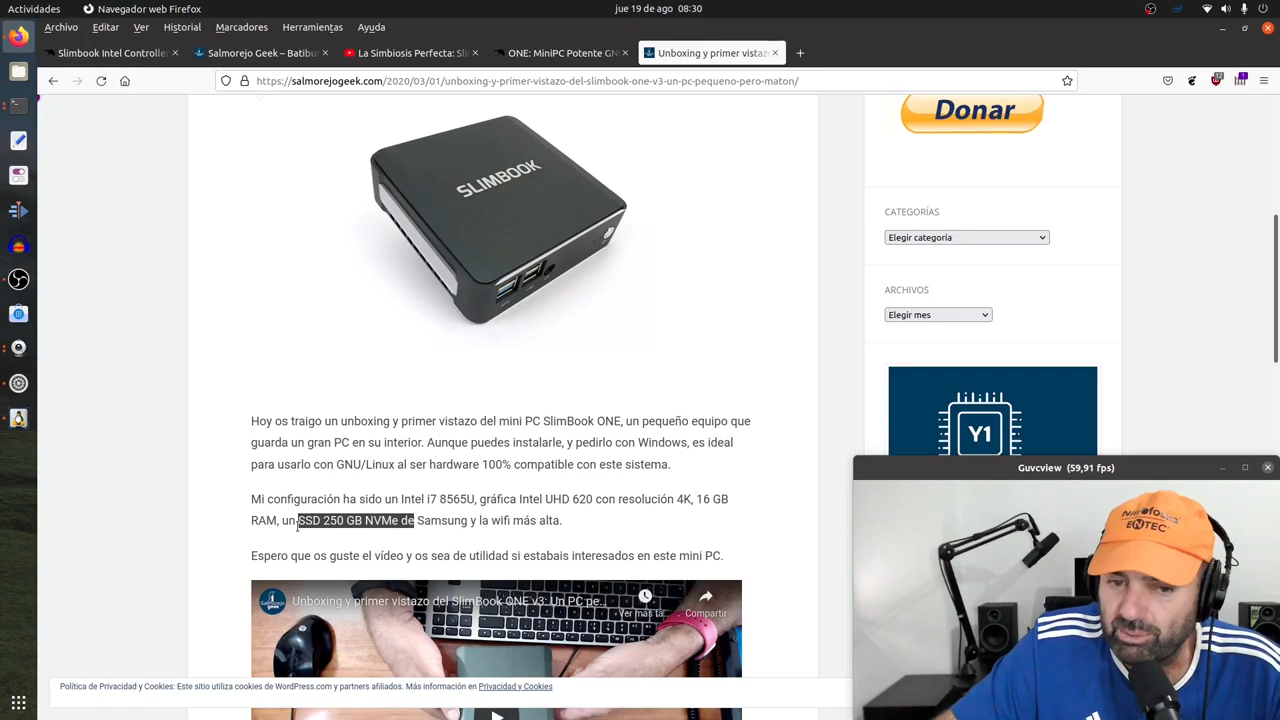 Actividades
Navegador web Firefox
jue 19 de ago 08:30
Archivo Editar Ver Historial Marcadores Herramientas Ayuda
Slimbook Intel Controller
Salmorejo Geek – Batibur
La Simbiosis Perfecta: Sli
ONE: MiniPC Potente GN
Unboxing y primer vistaz
https://salmorejogeek.com/2020/03/01/unboxing-y-primer-vistazo-del-slimbook-one-v3-un-pc-pequeno-pero-maton/
Donar
SLIMBOOK
CATEGORÍAS
Elegir categoría
ARCHIVOS
Elegir mes
Y1
Hoy os traigo un unboxing y primer vistazo del mini PC SlimBook ONE, un pequeño equipo que
guarda un gran PC en su interior. Aunque puedes instalarle, y pedirlo con Windows, es ideal
para usarlo con GNU/Linux al ser hardware 100% compatible con este sistema.
Mi configuración ha sido un Intel i7 8565U, gráfica Intel UHD 620 con resolución 4K, 16 GB
RAM, un SSD 250 GB NVMe de Samsung y la wifi más alta.
Espero que os guste el vídeo y os sea de utilidad si estabais interesados en este mini PC.
Salmorejo
geek
Unboxing y primer vistazo del SlimBook ONE v3: Un PC pe...
Ver más ta...
Compartir
Política de Privacidad y Cookies: Este sitio utiliza cookies de WordPress.com y partners afiliados. Más información en Privacidad y Cookies
Guvcview (59,91 fps)
ENTEC